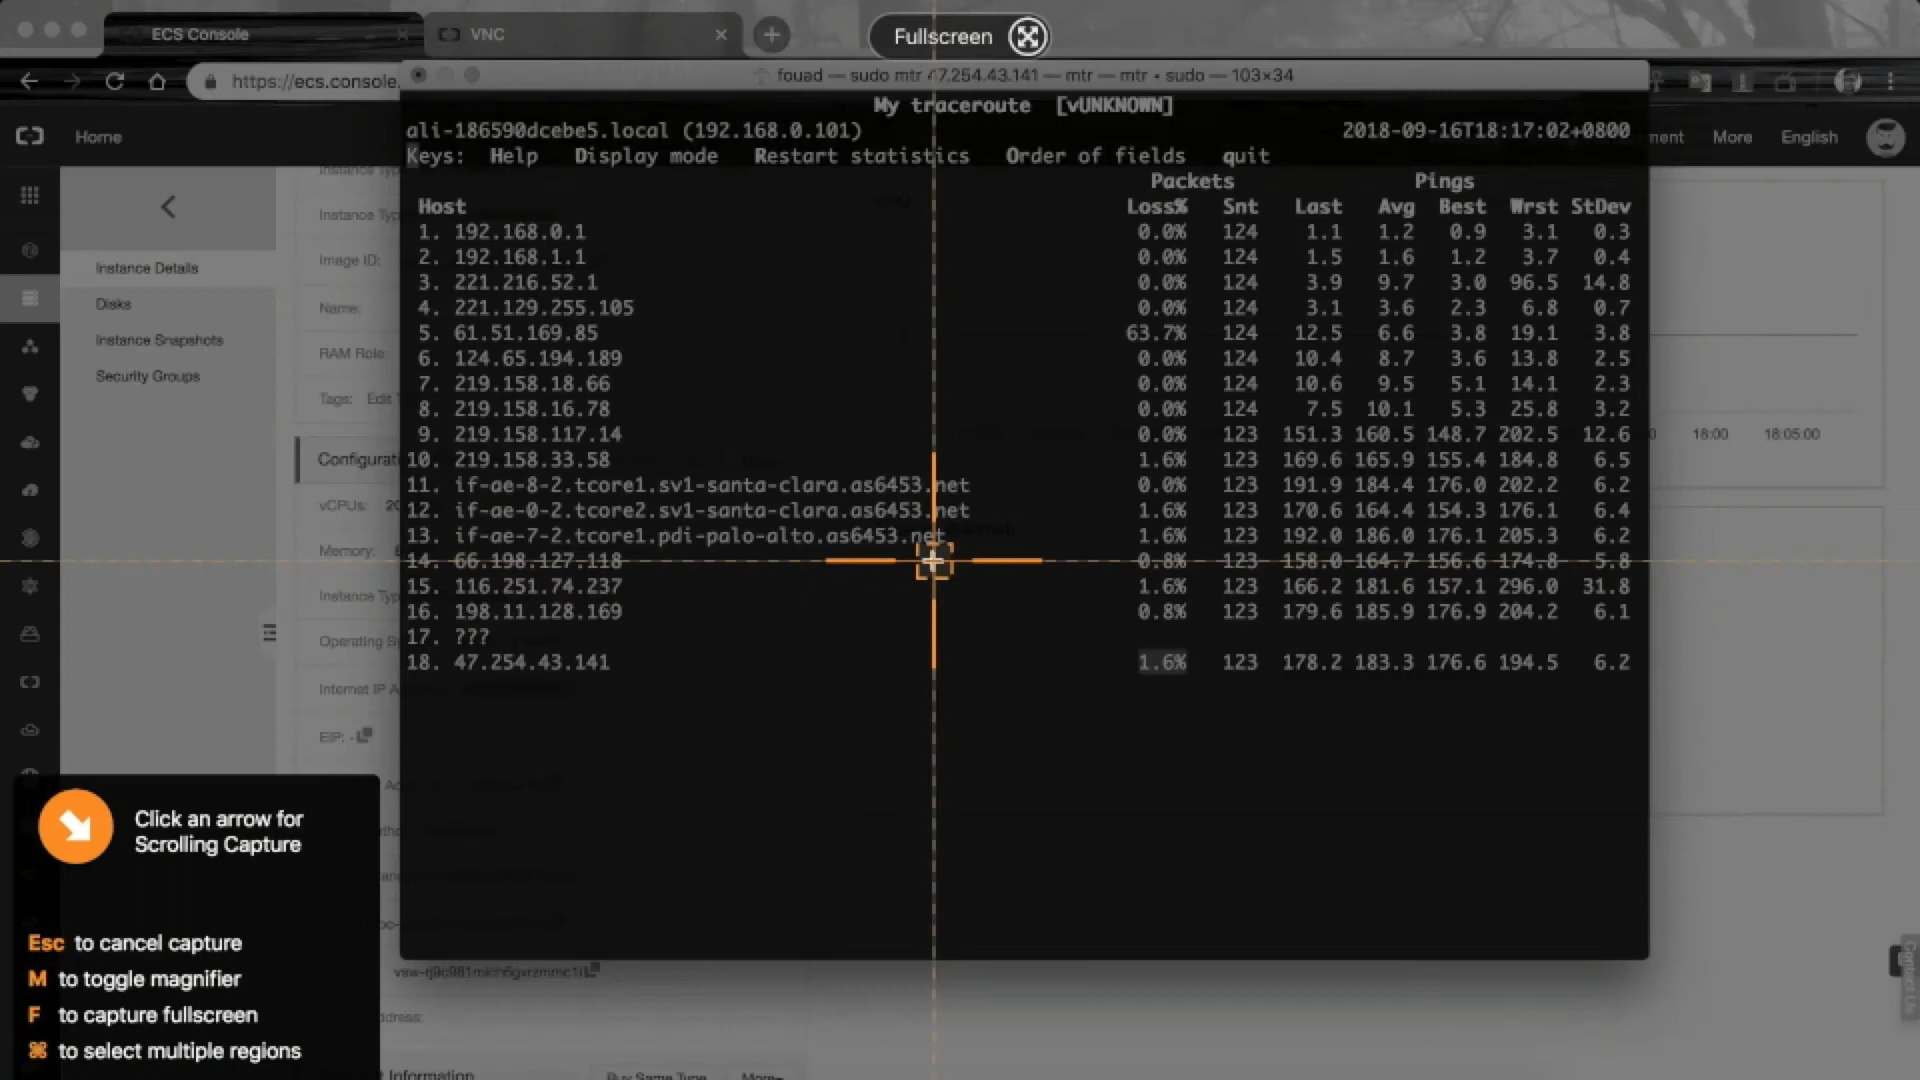 ECS Console
VNC
Fullscreen
https://ecs.console.
fouad — sudo mtr 47.254.43.141 — mtr — mtr • sudo — 103×34
Home
More
English
My traceroute [vUNKNOWN]
ali-186590dcebe5.local (192.168.0.101) 2018-09-16T18:17:02+0800
Keys: Help Display mode Restart statistics Order of fields quit
Packets Pings
Host Loss% Snt Last Avg Best Wrst StDev
1. 192.168.0.1 0.0% 124 1.1 1.2 0.9 3.1 0.3
2. 192.168.1.1 0.0% 124 1.5 1.6 1.2 3.7 0.4
3. 221.216.52.1 0.0% 124 3.9 9.7 3.0 96.5 14.8
4. 221.129.255.105 0.0% 124 3.1 3.6 2.3 6.8 0.7
5. 61.51.169.85 63.7% 124 12.5 6.6 3.8 19.1 3.8
6. 124.65.194.189 0.0% 124 10.4 8.7 3.6 13.8 2.5
7. 219.158.18.66 0.0% 124 10.6 9.5 5.1 14.1 2.3
8. 219.158.16.78 0.0% 124 7.5 10.1 5.3 25.8 3.2
9. 219.158.117.14 0.0% 123 151.3 160.5 148.7 202.5 12.6
10. 219.158.33.58 1.6% 123 169.6 165.9 155.4 184.8 6.5
11. if-ae-8-2.tcore1.sv1-santa-clara.as6453.net 0.0% 123 191.9 184.4 176.0 202.2 6.2
12. if-ae-0-2.tcore2.sv1-santa-clara.as6453.net 1.6% 123 170.6 164.4 154.3 176.1 6.4
13. if-ae-7-2.tcore1.pdi-palo-alto.as6453.net 1.6% 123 192.0 186.0 176.1 205.3 6.2
14. 66.198.127.118 0.8% 123 158.0 164.7 156.6 174.8 5.8
15. 116.251.74.237 1.6% 123 166.2 181.6 157.1 296.0 31.8
16. 198.11.128.169 0.8% 123 179.6 185.9 176.9 204.2 6.1
17. ???
18. 47.254.43.141 1.6% 123 178.2 183.3 176.6 194.5 6.2
Instance Details
Disks
Instance Snapshots
Security Groups
Instance Typ
Image ID:
Name:
RAM Role:
Tags: Edit
Configurat
vCPUs:
Memory:
Instance Typ
Operating Sy
Internet IP A
EIP: -
18:00 18:05:00
Click an arrow for
Scrolling Capture
Esc to cancel capture
M to toggle magnifier
F to capture fullscreen
⌘ to select multiple regions
dress:
Information
Buy Same Type
More
Contact Us